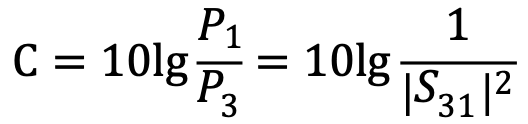 C = 10lg P₁/P₃ = 10lg 1/|S₃₁|²